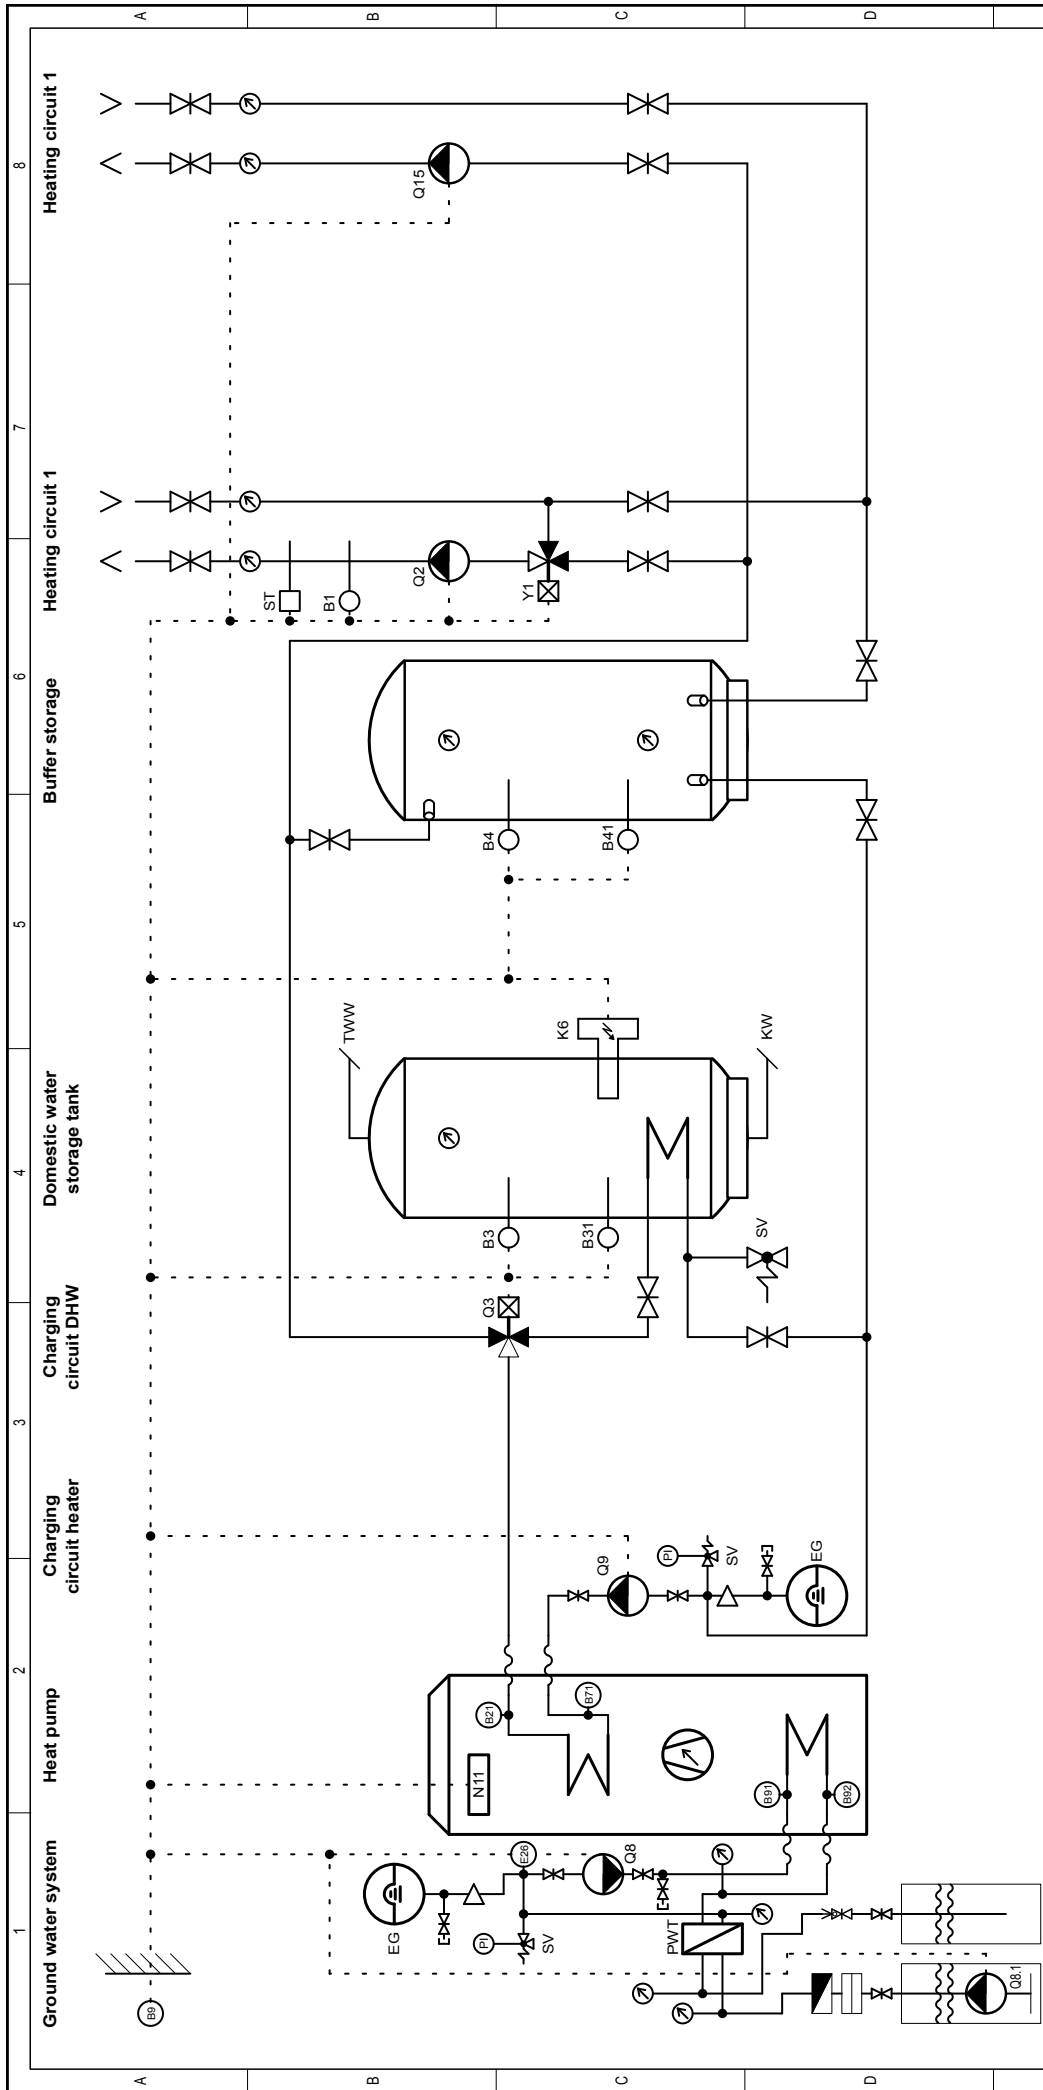 1
2
3
4
5
6
7
8
A
B
C
D
A
B
C
D
Ground water system
Heat pump
Charging
circuit heater
Charging
circuit DHW
Domestic water
storage tank
Buffer storage
Heating circuit 1
Heating circuit 1
B9
EG
PI
SV
E26
Q8
PWT
Q8.1
N11
B21
B71
B91
B92
Q9
PI
SV
EG
Q3
B3
B31
SV
TWW
K6
KW
B4
B41
ST
B1
Q2
Y1
Q15